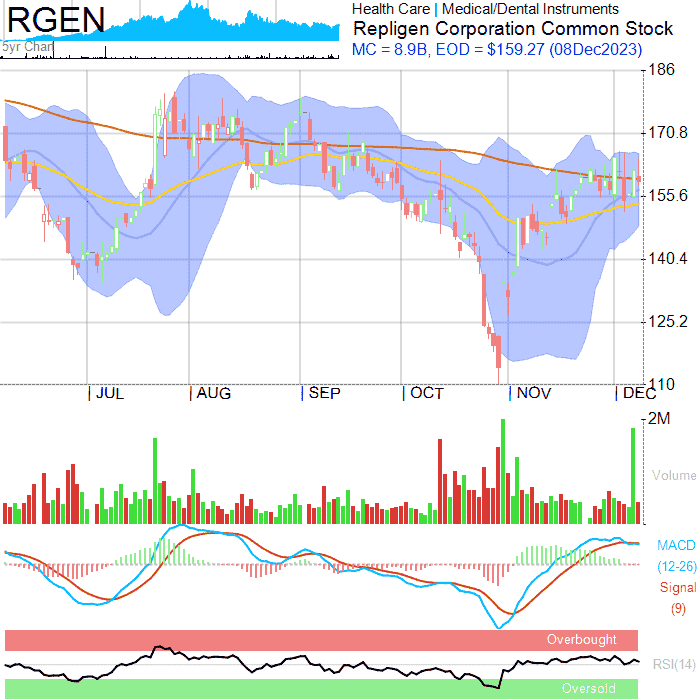 RGEN
5yr Chart
Health Care | Medical/Dental Instruments
Repligen Corporation Common Stock
MC = 8.9B, EOD = $159.27 (08Dec2023)
186
170.8
155.6
140.4
125.2
110
JUL AUG SEP OCT NOV DEC
2M
Volume
MACD
(12-26)
Signal
(9)
Overbought
RSI(14)
Oversold